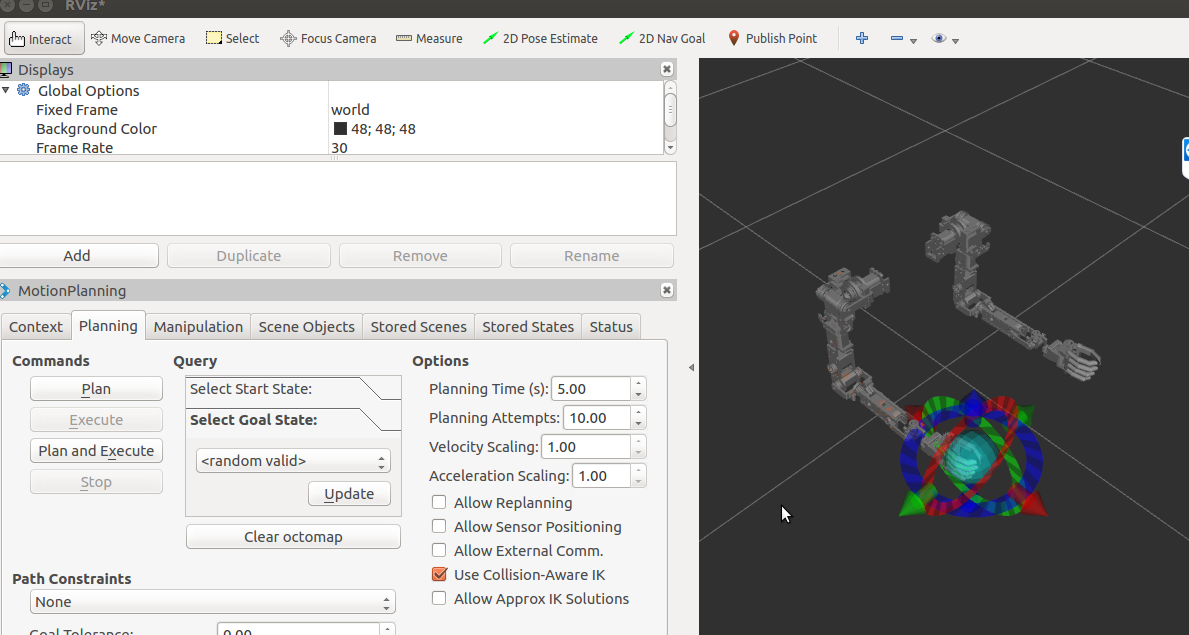 RViz*
Interact Move Camera Select Focus Camera Measure 2D Pose Estimate 2D Nav Goal Publish Point
Displays
Global Options
Fixed Frame world
Background Color 48; 48; 48
Frame Rate 30
Add Duplicate Remove Rename
MotionPlanning
Context Planning Manipulation Scene Objects Stored Scenes Stored States Status
Commands Query Options
Plan Select Start State: Planning Time (s): 5.00
Execute Select Goal State: Planning Attempts: 10.00
Plan and Execute <random valid> Velocity Scaling: 1.00
Stop Update Acceleration Scaling: 1.00
Allow Replanning
Clear octomap Allow Sensor Positioning
Allow External Comm.
Path Constraints Use Collision-Aware IK
None Allow Approx IK Solutions
Goal Tolerance: 0.00